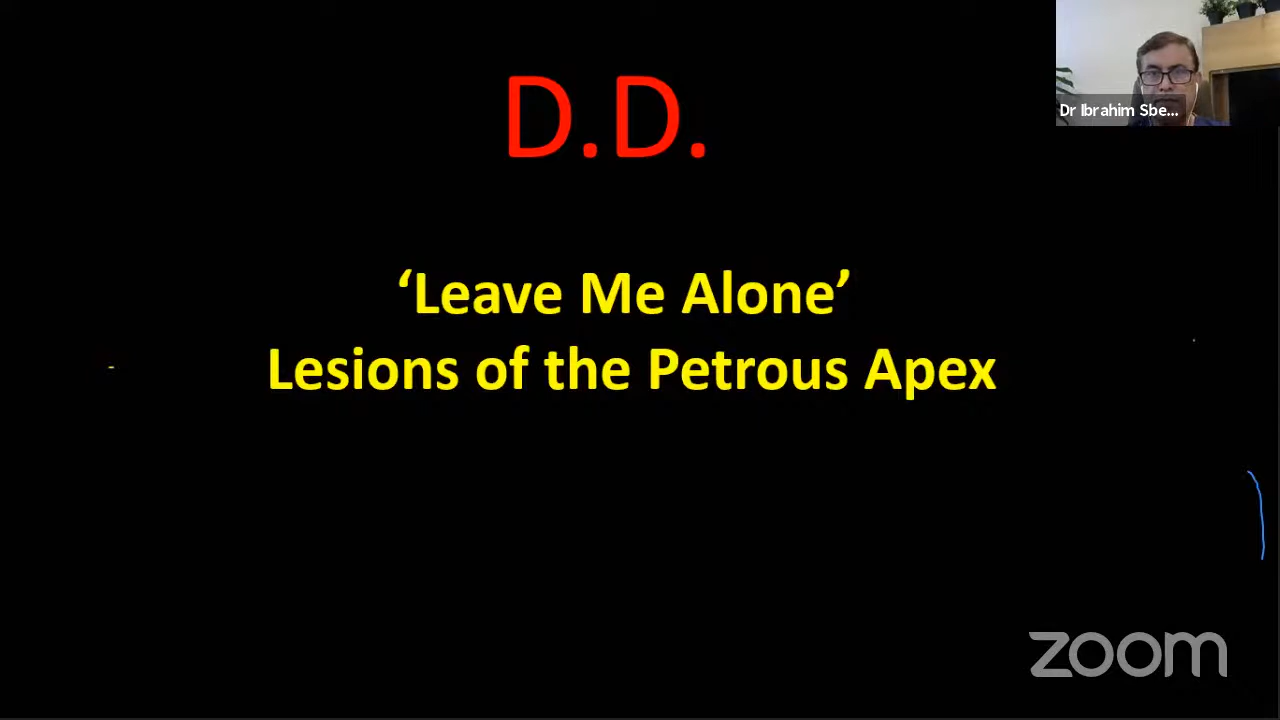 D.D.
Dr Ibrahim Sbe...
‘Leave Me Alone’
Lesions of the Petrous Apex
zoom